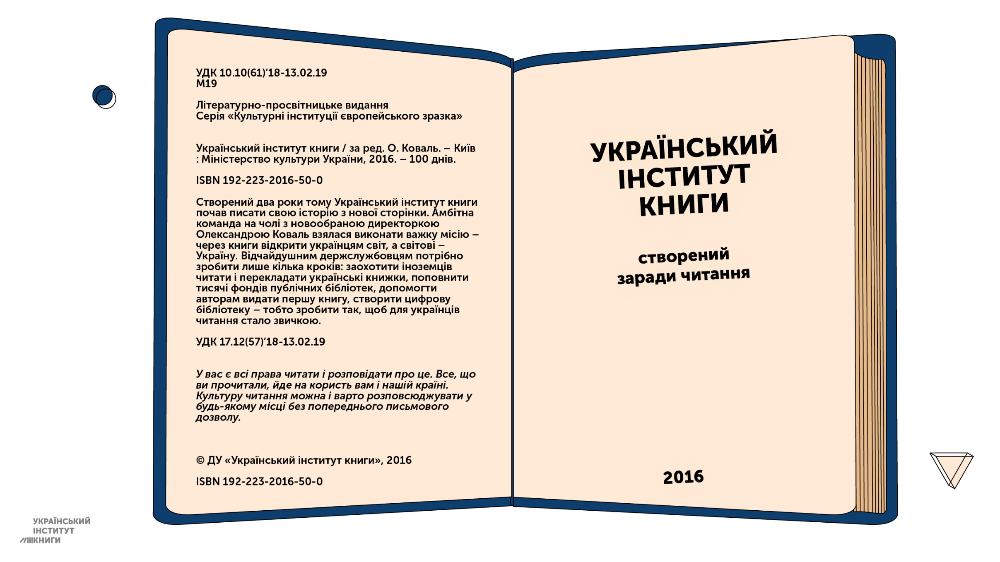 УДК 10.10(61)’18-13.02.19
М19
Літературно-просвітницьке видання
Серія «Культурні інституції європейського зразка»
Український інститут книги / за ред. О. Коваль. – Київ
: Міністерство культури України, 2016. – 100 днів.
ISBN 192-223-2016-50-0
Створений два роки тому Український інститут книги
почав писати свою історію з нової сторінки. Амбітна
команда на чолі з новообраною директоркою
Олександрою Коваль взялася виконати важку місію –
через книги відкрити українцям світ, а світові –
Україну. Відчайдушним держслужбовцям потрібно
зробити лише кілька кроків: заохотити іноземців
читати і перекладати українські книжки, поповнити
тисячі фондів публічних бібліотек, допомогти
авторам видати першу книгу, створити цифрову
бібліотеку – тобто зробити так, щоб для українців
читання стало звичкою.
УДК 17.12(57)’18-13.02.19
У вас є всі права читати і розповідати про це. Все, що
ви прочитали, йде на користь вам і нашій країні.
Культуру читання можна і варто розповсюджувати у
будь-якому місці без попереднього письмового
дозволу.
© ДУ «Український інститут книги», 2016
ISBN 192-223-2016-50-0
УКРАЇНСЬКИЙ
ІНСТИТУТ
КНИГИ
створений
заради читання
2016
УКРАЇНСЬКИЙ
ІНСТИТУТ
КНИГИ